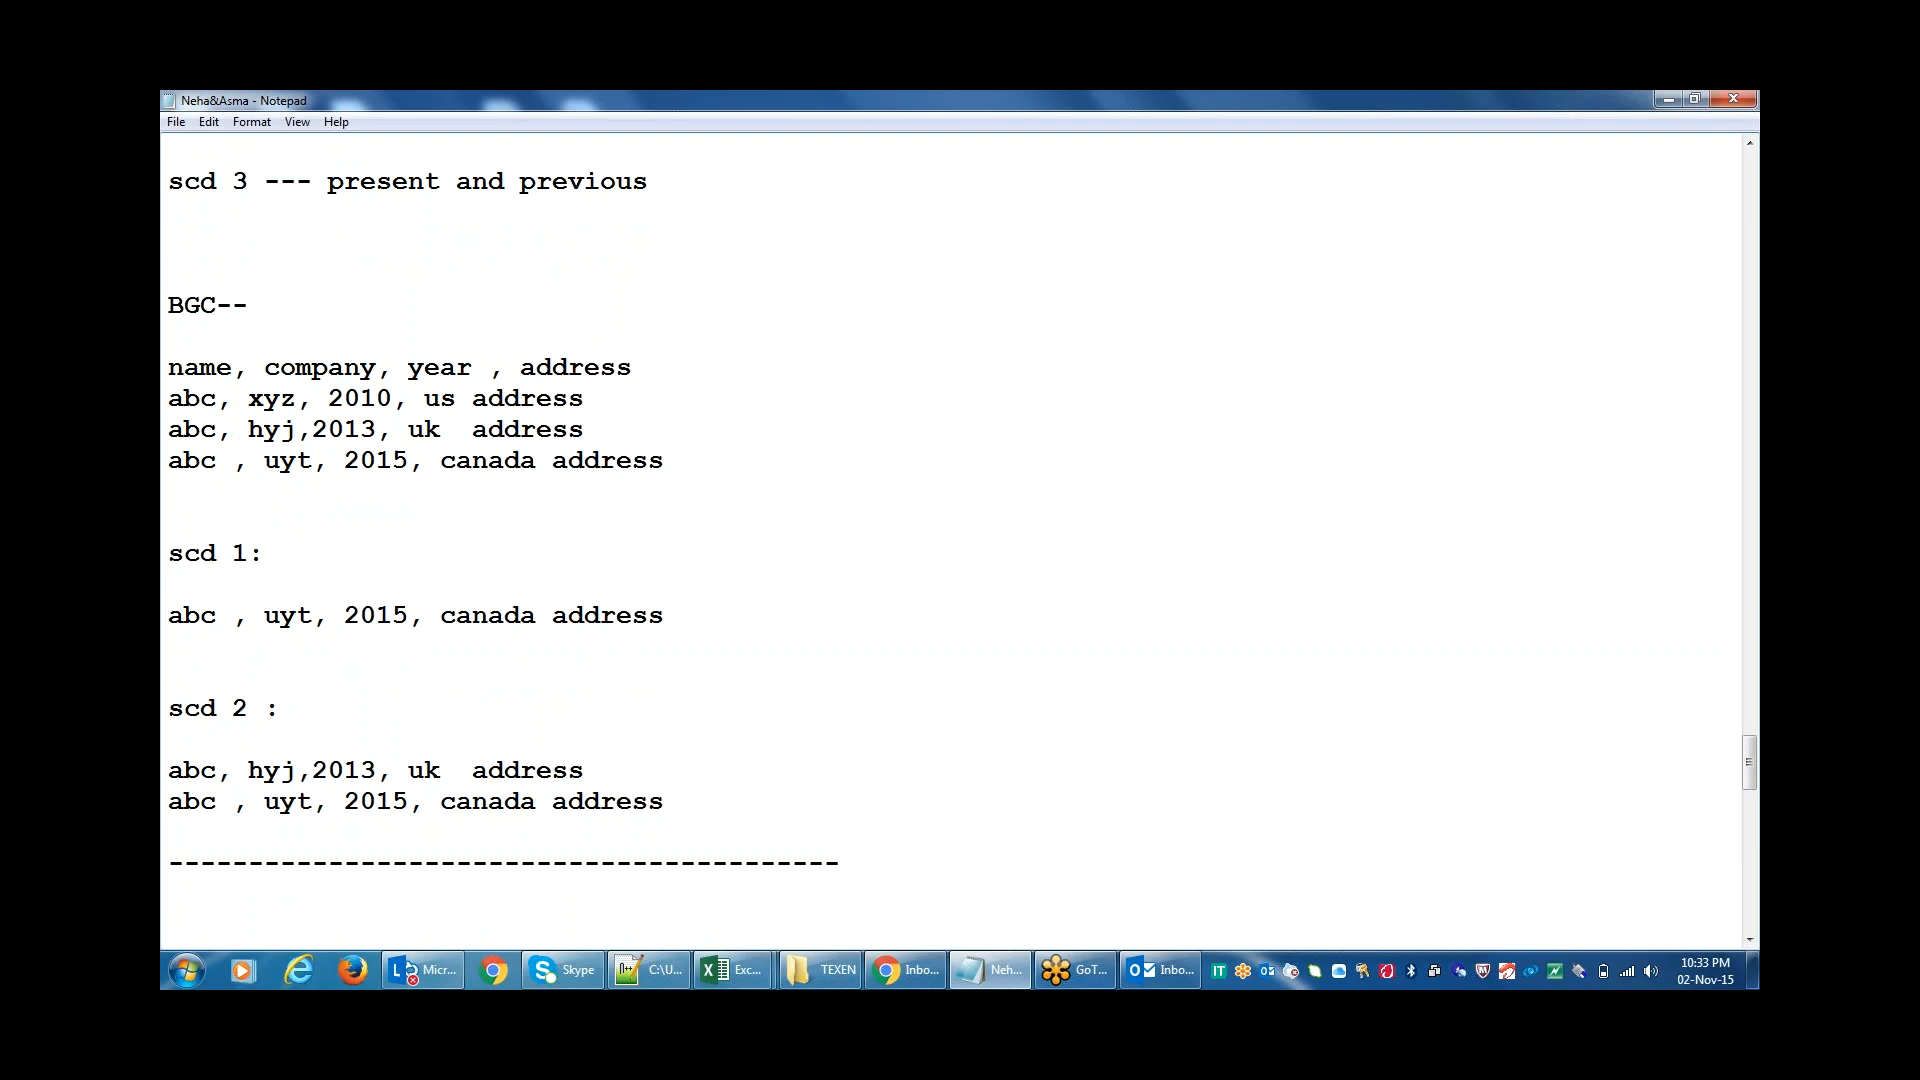 Neha&Asma - Notepad
File Edit Format View Help
scd 3 --- present and previous
BGC--
name, company, year , address
abc, xyz, 2010, us address
abc, hyj,2013, uk  address
abc , uyt, 2015, canada address
scd 1:
abc , uyt, 2015, canada address
scd 2 :
abc, hyj,2013, uk  address
abc , uyt, 2015, canada address
------------------------------------------
Micr... Skype C:\U... Exc... TEXEN Inbo... Neh... GoT... Inbo... IT 10:33 PM
02-Nov-15